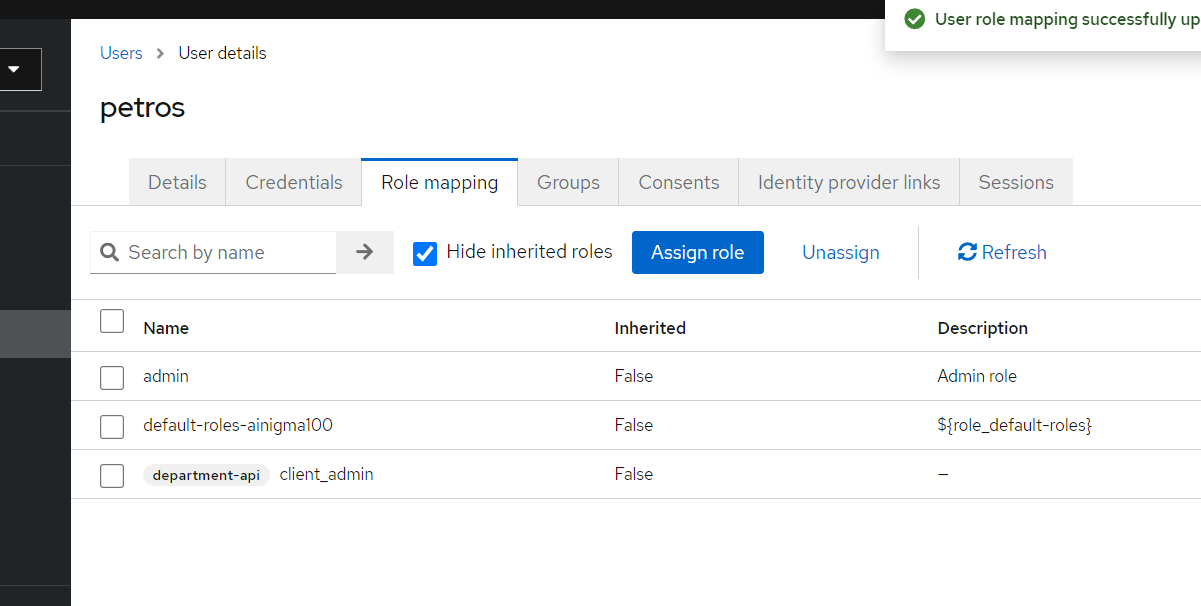 User role mapping successfully up
Users > User details
petros
Details Credentials Role mapping Groups Consents Identity provider links Sessions
Search by name Hide inherited roles Assign role Unassign Refresh
Name Inherited Description
admin False Admin role
default-roles-ainigma100 False ${role_default-roles}
department-api client_admin False —